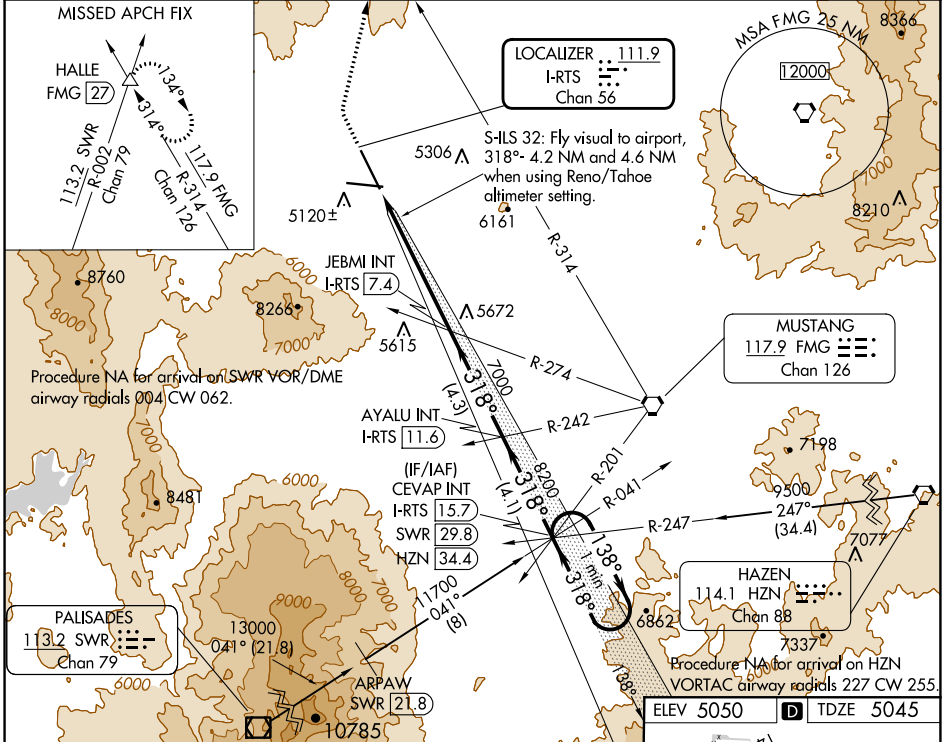 MISSED APCH FIX
HALLE
FMG 27
134°
314°
113.2 SWR
R-002
Chan 79
117.9 FMG
R-314
Chan 126
LOCALIZER 111.9
I-RTS
Chan 56
MSA FMG 25 NM
12000
8366
7000
8210
S-ILS 32: Fly visual to airport,
318°- 4.2 NM and 4.6 NM
when using Reno/Tahoe
altimeter setting.
5306
5120±
6161
R-314
JEBMI INT
I-RTS 7.4
5672
5615
8760
8000
6000
8266
7000
R-274
MUSTANG
117.9 FMG
Chan 126
Procedure NA for arrival on SWR VOR/DME
airway radials 004 CW 062.
7000
318°
(4.3)
AYALU INT
I-RTS 11.6
R-242
R-201
R-041
7198
7000
8481
6000
8200
318°
(4.1)
(IF/IAF)
CEVAP INT
I-RTS 15.7
SWR 29.8
HZN 34.4
R-247
9500
247°
(34.4)
7077
138°
1 min
318°
HAZEN
114.1 HZN
Chan 88
6862
7337
11700
041°
(8)
7000
8000
9000
PALISADES
113.2 SWR
Chan 79
13000
041° (21.8)
ARPAW
SWR 21.8
10785
6000
6000
138°
Procedure NA for arrival on HZN
VORTAC airway radials 227 CW 255.
ELEV 5050 D TDZE 5045